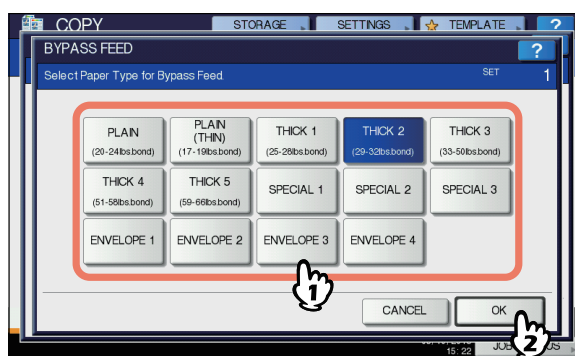 COPY STORAGE SETTINGS TEMPLATE ?
BYPASS FEED ?
Select Paper Type for Bypass Feed. SET 1
PLAIN PLAIN THICK 1 THICK 2 THICK 3
(THIN)
(20-24lbs.bond) (17-19lbs.bond) (25-28lbs.bond) (29-32lbs.bond) (33-50lbs.bond)
THICK 4 THICK 5 SPECIAL 1 SPECIAL 2 SPECIAL 3
(51-58lbs.bond) (59-66lbs.bond)
ENVELOPE 1 ENVELOPE 2 ENVELOPE 3 ENVELOPE 4
1
CANCEL OK
2
15:22 JOB